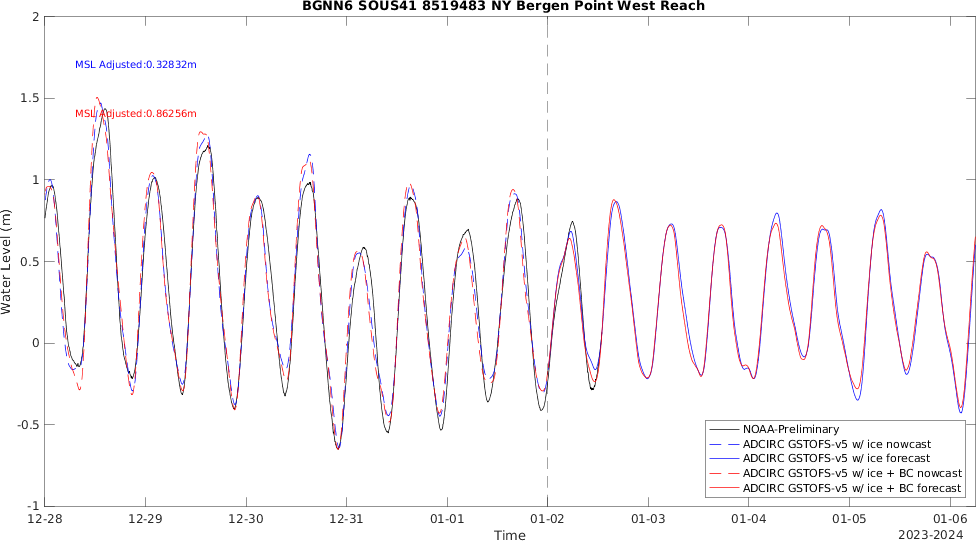 BGNN6 SOUS41 8519483 NY Bergen Point West Reach
2
MSL Adjusted:0.32832m
1.5
MSL Adjusted:0.86256m
1
Water Level (m)
0.5
0
-0.5
NOAA-Preliminary
ADCIRC GSTOFS-v5 w/ ice nowcast
ADCIRC GSTOFS-v5 w/ ice forecast
ADCIRC GSTOFS-v5 w/ ice + BC nowcast
ADCIRC GSTOFS-v5 w/ ice + BC forecast
-1
12-28 12-29 12-30 12-31 01-01 01-02 01-03 01-04 01-05 01-06
Time
2023-2024